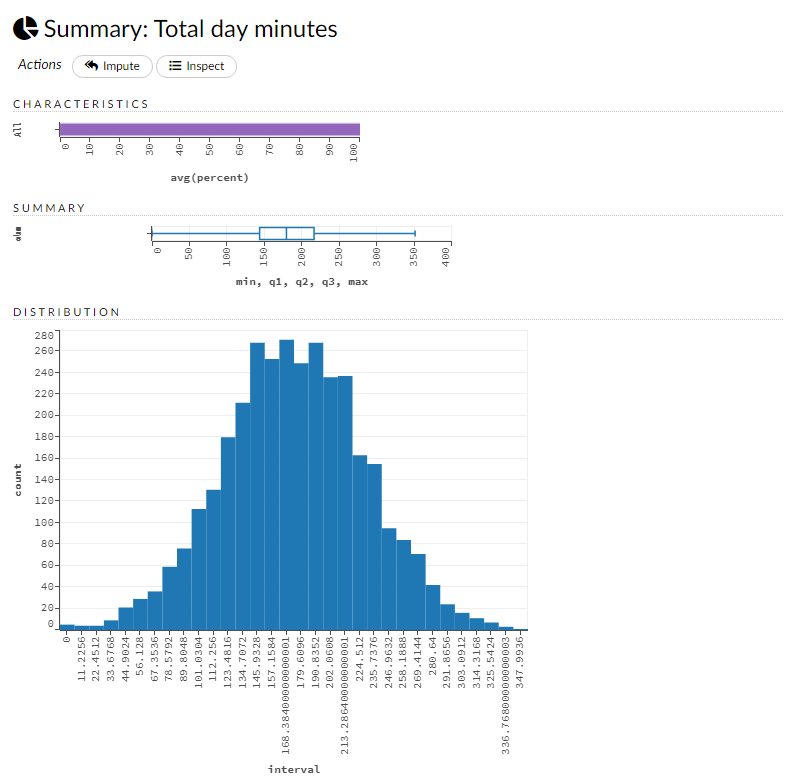 Summary: Total day minutes
Actions Impute Inspect
CHARACTERISTICS
All
0 10 20 30 40 50 60 70 80 90 100
avg(percent)
SUMMARY
0 50 100 150 200 250 300 350 400
min, q1, q2, q3, max
DISTRIBUTION
280
260
240
220
200
180
160
140
120
100
80
60
40
20
0
count
0 11.2256 22.4512 33.6768 44.9024 56.128 67.3536 78.5792 89.8048 101.0304 112.256 123.4816 134.7072 145.9328 157.1584 168.38400000000001 179.6096 190.8352 202.0608 213.28640000000001 224.512 235.7376 246.9632 258.1888 269.4144 280.64 291.8656 303.0912 314.3168 325.5424 336.76800000000003 347.9936
interval